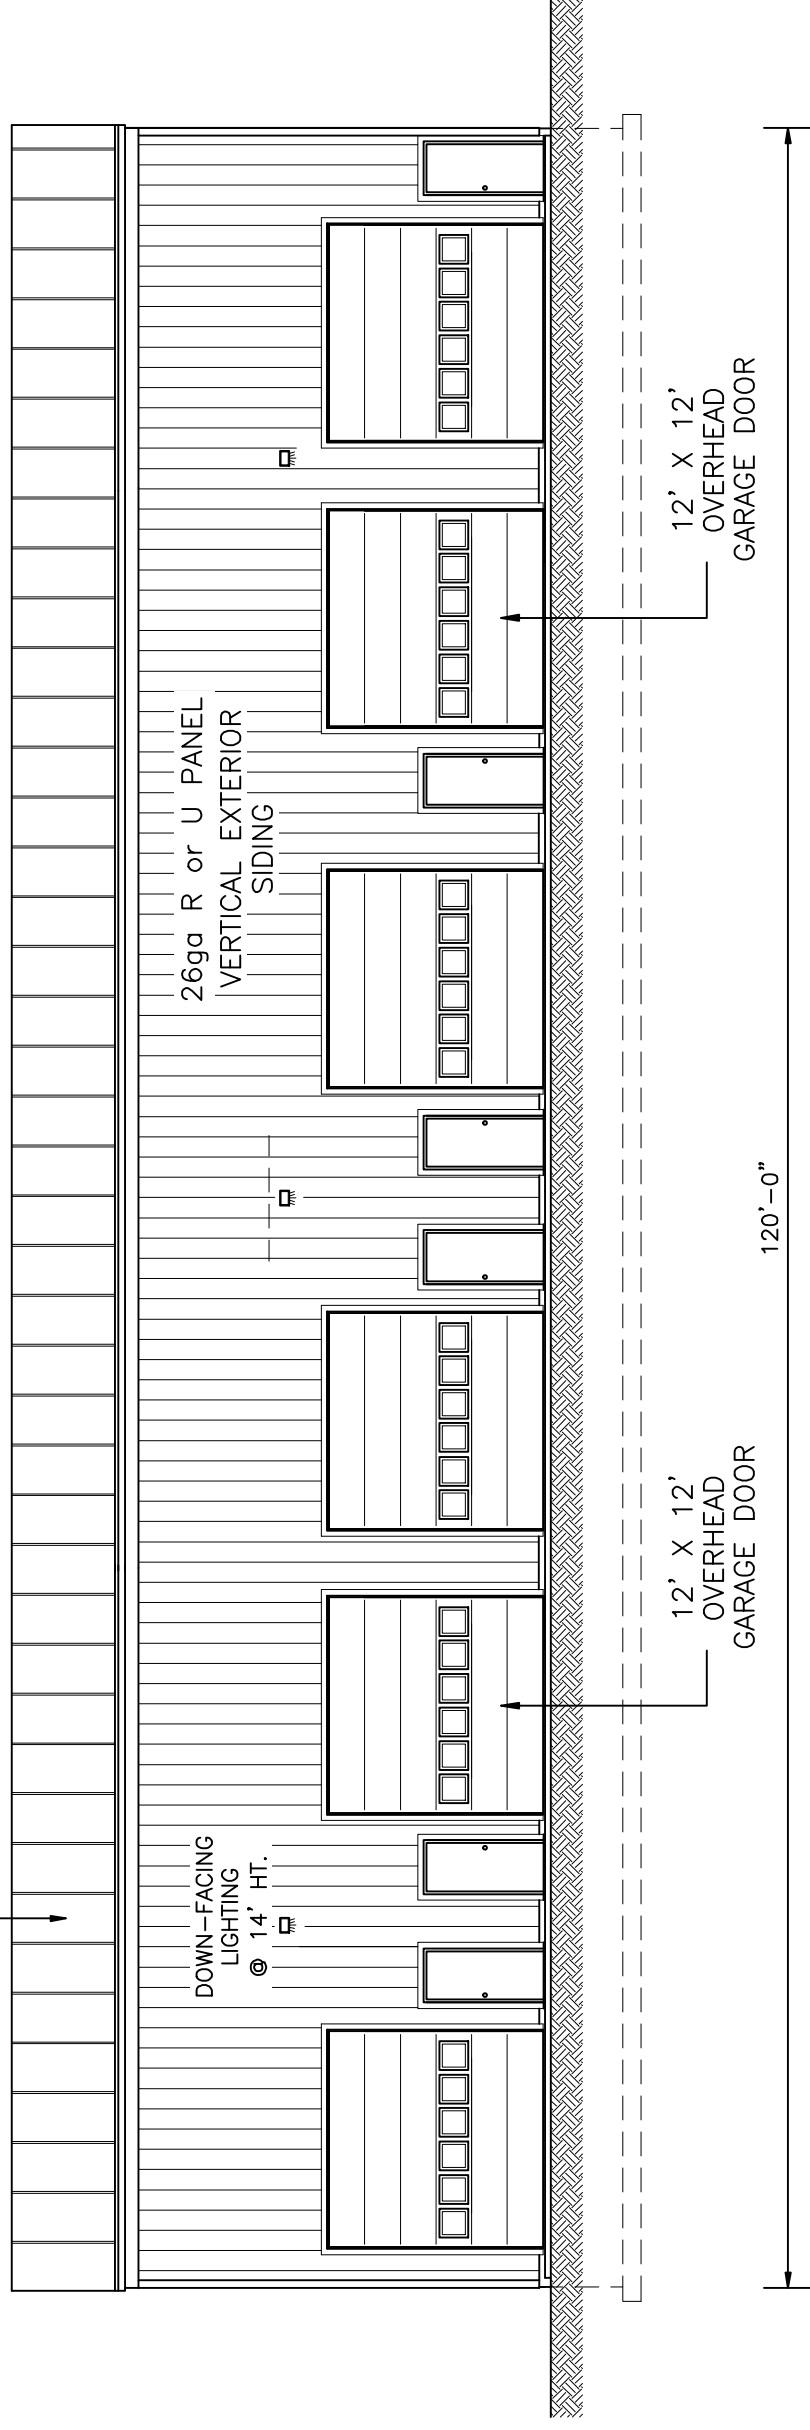 26ga R or U PANEL
VERTICAL EXTERIOR
SIDING
DOWN-FACING
LIGHTING
@ 14' HT.
12' X 12'
OVERHEAD
GARAGE DOOR
12' X 12'
OVERHEAD
GARAGE DOOR
120'-0"